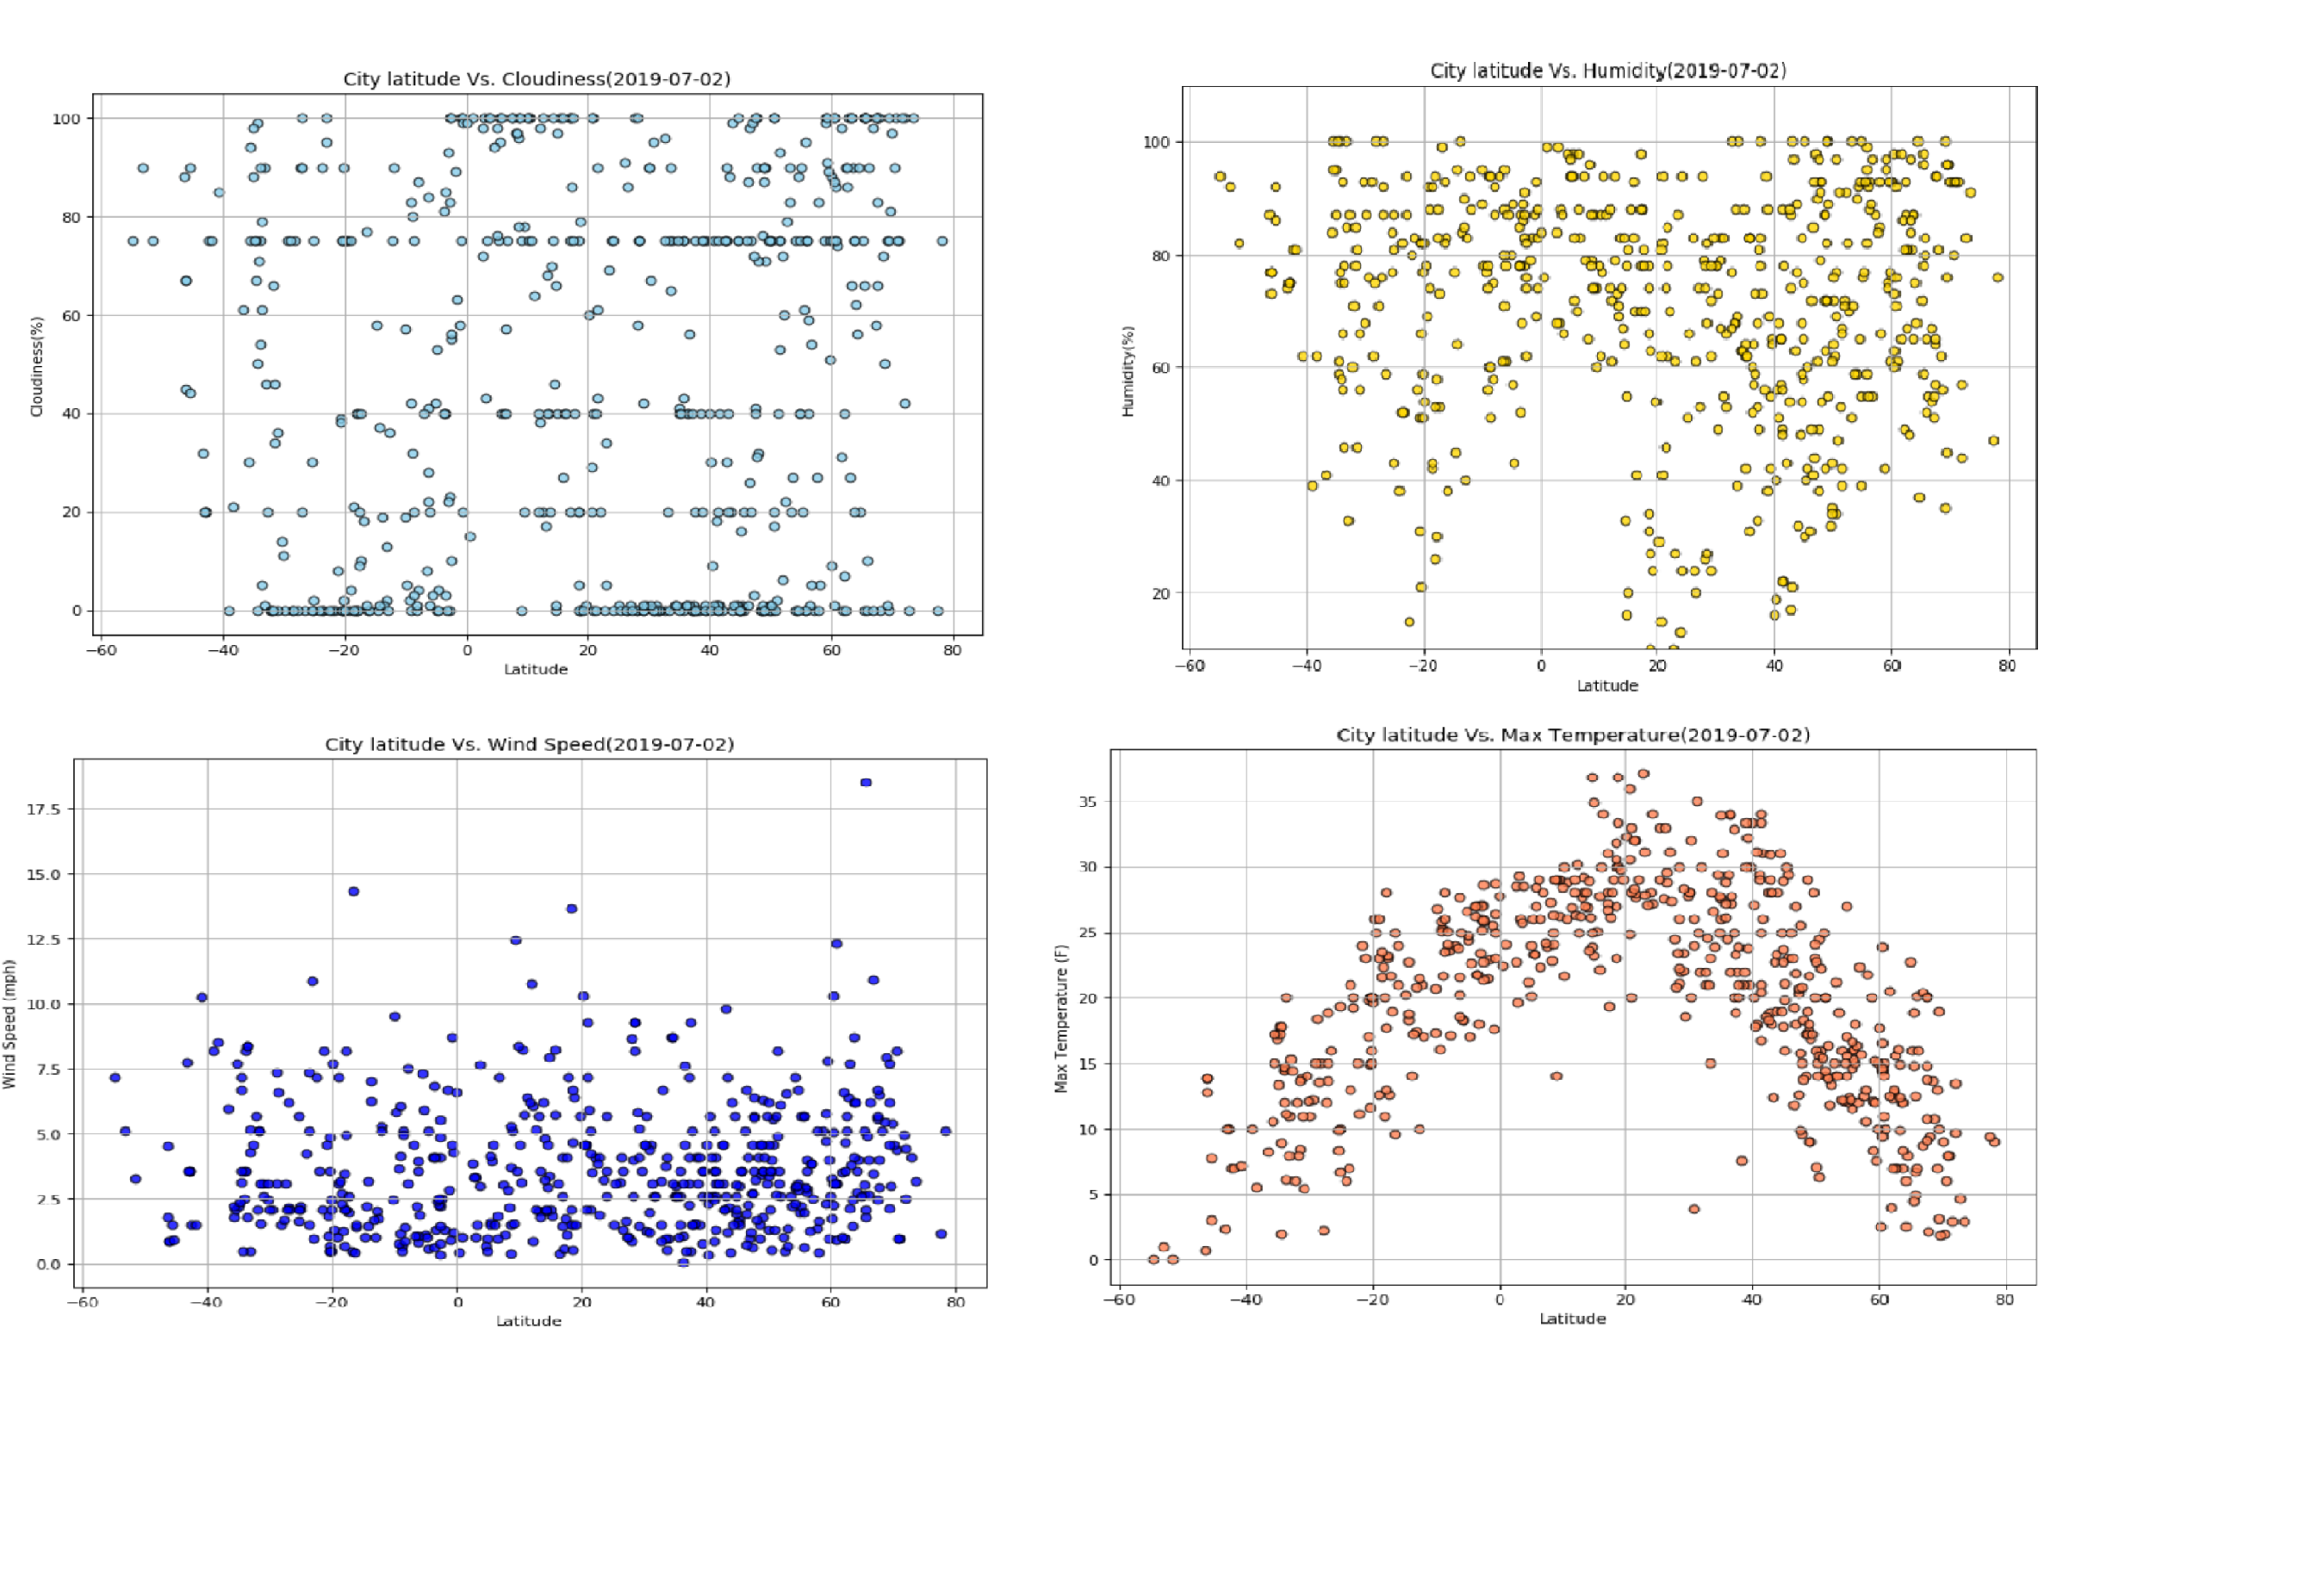 City latitude Vs. Cloudiness(2019-07-02)
100
80
60
40
20
0
Cloudiness(%)
−60 −40 −20 0 20 40 60 80
Latitude
City latitude Vs. Humidity(2019-07-02)
100
80
60
40
20
Humidity(%)
−60 −40 −20 0 20 40 60 80
Latitude
City latitude Vs. Wind Speed(2019-07-02)
17.5
15.0
12.5
10.0
7.5
5.0
2.5
0.0
Wind Speed (mph)
−60 −40 −20 0 20 40 60 80
Latitude
City latitude Vs. Max Temperature(2019-07-02)
35
30
25
20
15
10
5
0
Max Temperature (F)
−60 −40 −20 0 20 40 60 80
Latitude